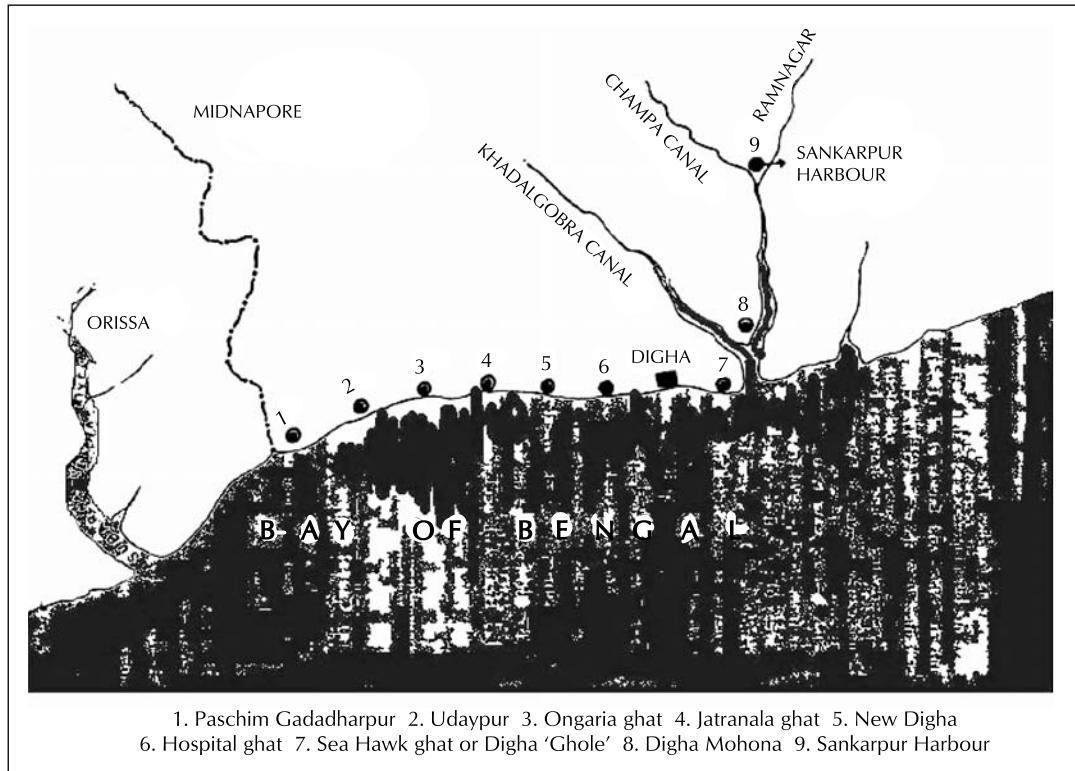 MIDNAPORE
ORISSA
KHADALGOBRA CANAL
CHAMPA CANAL
RAMNAGAR
9
SANKARPUR
HARBOUR
8
DIGHA
1
2
3
4
5
6
7
BAY OF BENGAL
1. Paschim Gadadharpur 2. Udaypur 3. Ongaria ghat 4. Jatranala ghat 5. New Digha
6. Hospital ghat 7. Sea Hawk ghat or Digha ‘Ghole’ 8. Digha Mohona 9. Sankarpur Harbour